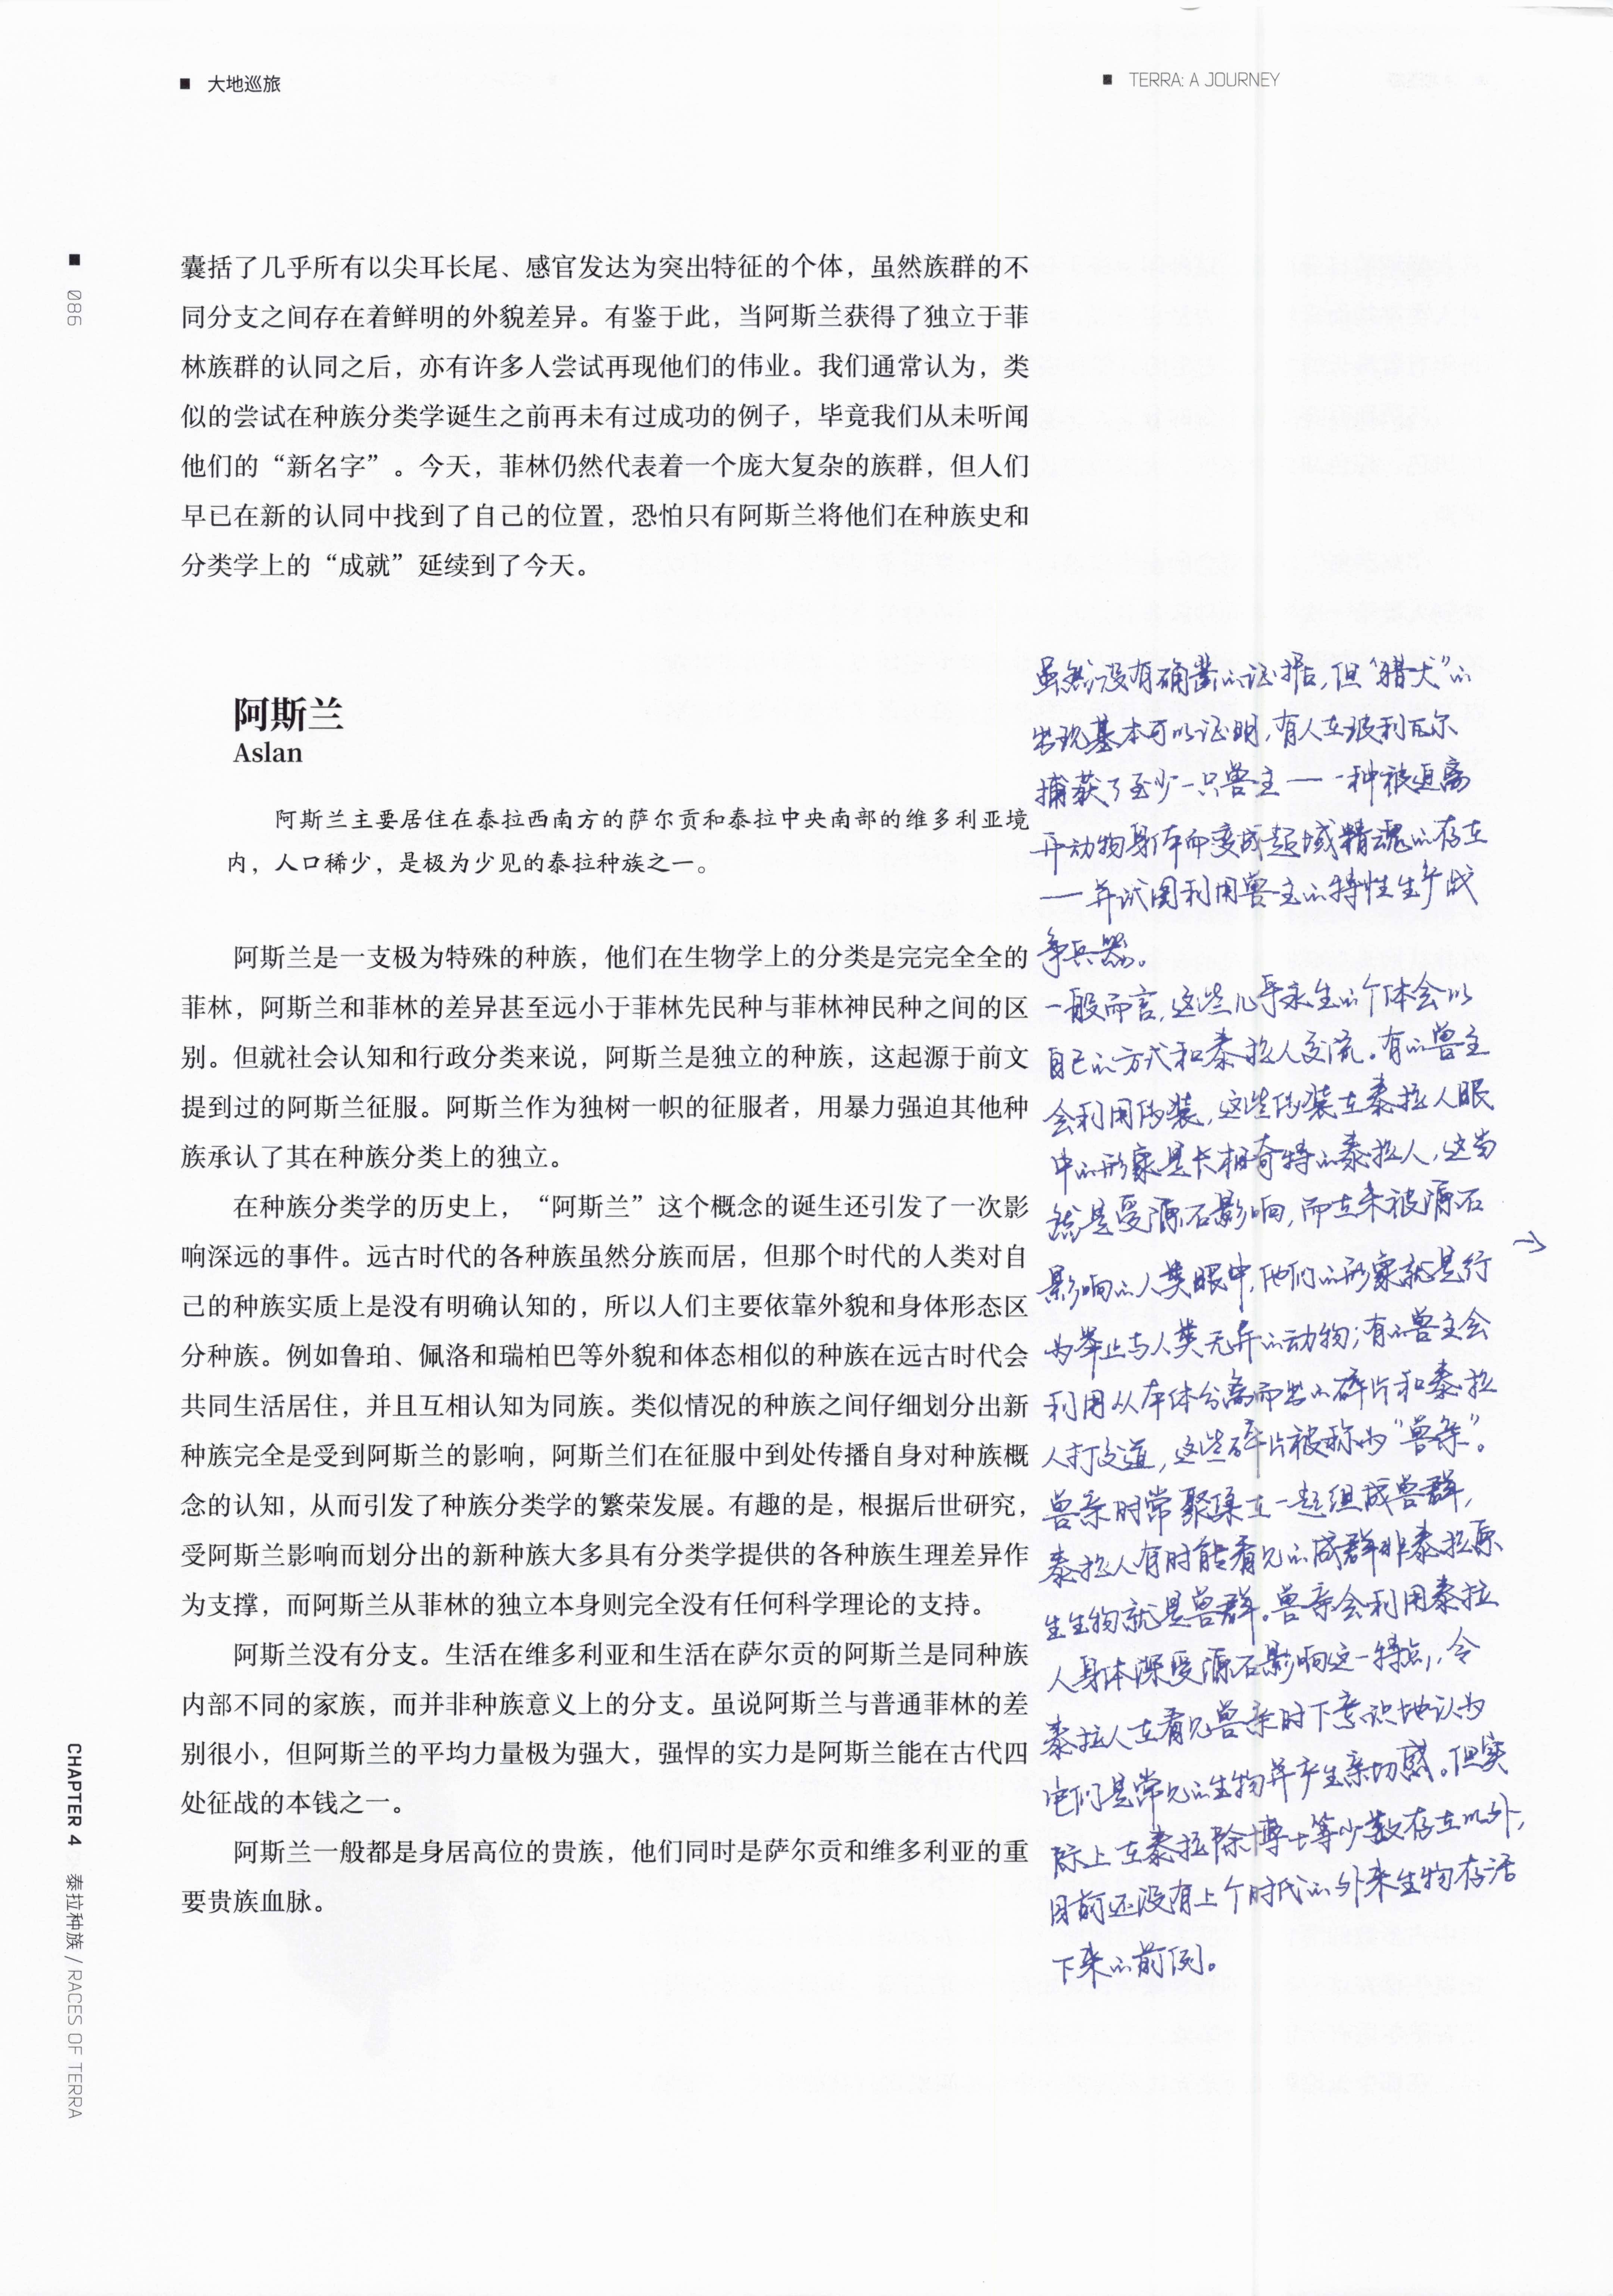 ■ 大地巡旅
■ TERRA: A JOURNEY
■ 086
囊括了几乎所有以尖耳长尾、感官发达为突出特征的个体，虽然族群的不
同分支之间存在着鲜明的外貌差异。有鉴于此，当阿斯兰获得了独立于菲
林族群的认同之后，亦有许多人尝试再现他们的伟业。我们通常认为，类
似的尝试在种族分类学诞生之前再未有过成功的例子，毕竟我们从未听闻
他们的“新名字”。今天，菲林仍然代表着一个庞大复杂的族群，但人们
早已在新的认同中找到了自己的位置，恐怕只有阿斯兰将他们在种族史和
分类学上的“成就”延续到了今天。
阿斯兰
Aslan
阿斯兰主要居住在泰拉西南方的萨尔贡和泰拉中央南部的维多利亚境
内，人口稀少，是极为少见的泰拉种族之一。
阿斯兰是一支极为特殊的种族，他们在生物学上的分类是完完全全的
菲林，阿斯兰和菲林的差异甚至远小于菲林先民种与菲林神民种之间的区
别。但就社会认知和行政分类来说，阿斯兰是独立的种族，这起源于前文
提到过的阿斯兰征服。阿斯兰作为独树一帜的征服者，用暴力强迫其他种
族承认了其在种族分类上的独立。
在种族分类学的历史上，“阿斯兰”这个概念的诞生还引发了一次影
响深远的事件。远古时代的各种族虽然分族而居，但那个时代的人类对自
己的种族实质上是没有明确认知的，所以人们主要依靠外貌和身体形态区
分种族。例如鲁珀、佩洛和瑞柏巴等外貌和体态相似的种族在远古时代会
共同生活居住，并且互相认知为同族。类似情况的种族之间仔细划分出新
种族完全是受到阿斯兰的影响，阿斯兰们在征服中到处传播自身对种族概
念的认知，从而引发了种族分类学的繁荣发展。有趣的是，根据后世研究，
受阿斯兰影响而划分出的新种族大多具有分类学提供的各种族生理差异作
为支撑，而阿斯兰从菲林的独立本身则完全没有任何科学理论的支持。
阿斯兰没有分支。生活在维多利亚和生活在萨尔贡的阿斯兰是同种族
内部不同的家族，而并非种族意义上的分支。虽说阿斯兰与普通菲林的差
别很小，但阿斯兰的平均力量极为强大，强悍的实力是阿斯兰能在古代四
处征战的本钱之一。
阿斯兰一般都是身居高位的贵族，他们同时是萨尔贡和维多利亚的重
要贵族血脉。
虽然没有确凿的证据，但“猎犬”的
出现基本可以证明，有人在玻利瓦尔
捕获了至少一只兽主——一种被迫离
开动物身体而变成超域精魂的存在
——并试图利用兽主的特性生产战
争兵器。
一般而言，这些几乎永生的个体会以
自己的方式和泰拉人交流。有的兽主
会利用伪装，这些伪装在泰拉人眼
中的形象是长相奇特的泰拉人，这当
然是受源石影响，而在未被源石
影响的人类眼中，他们的形象就是行
为举止与人类无异的动物；有的兽主会
利用从本体分离而出的碎片和泰拉
人打交道，这些碎片被称为“兽亲”。
兽亲时常聚集在一起组成兽群，
泰拉人有时能看见的成群非泰拉原
生生物就是兽群。兽亲会利用泰拉
人身体深受源石影响这一特点，令
泰拉人在看见兽亲时下意识地认为
它们是常见的生物并产生亲切感。但实
际上在泰拉除博士等少数存在以外，
目前还没有上个时代的外来生物存活
下来的前例。
→
CHAPTER 4 泰拉种族 / RACES OF TERRA